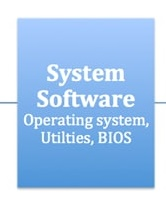 System
Software
Operating system,
Utilties, BIOS